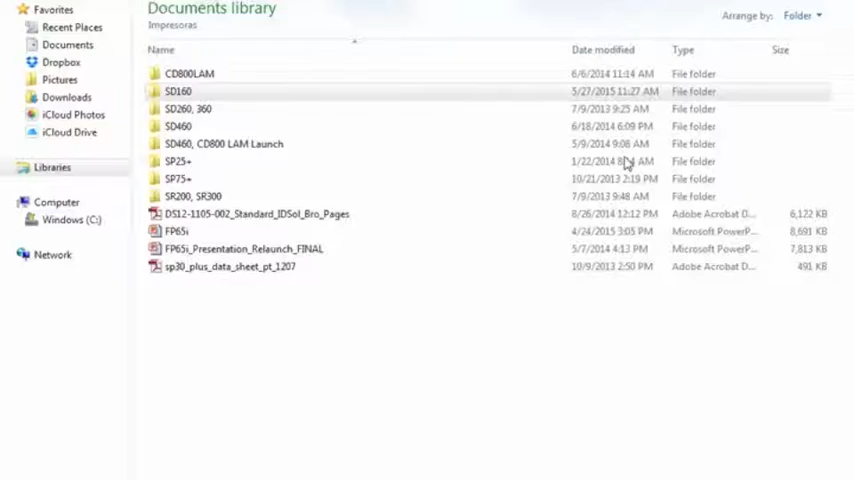 Documents library
Impresoras
Arrange by: Folder
Favorites
Recent Places
Documents
Dropbox
Pictures
Downloads
iCloud Photos
iCloud Drive
Libraries
Computer
Windows (C:)
Network
Name Date modified Type Size
CD800LAM 6/6/2014 11:14 AM File folder
SD160 5/27/2015 11:27 AM File folder
SD260, 360 7/9/2013 9:25 AM File folder
SD460 6/18/2014 6:09 PM File folder
SD460, CD800 LAM Launch 5/9/2014 9:08 AM File folder
SP25+ 1/22/2014 AM File folder
SP75+ 10/21/2013 2:19 PM File folder
SR200, SR300 7/9/2013 9:48 AM File folder
DS12-1105-002_Standard_IDSol_Bro_Pages 8/26/2014 12:12 PM Adobe Acrobat D... 6,122 KB
FP65i 4/24/2015 3:05 PM Microsoft PowerP... 8,691 KB
FP65i_Presentation_Relaunch_FINAL 5/7/2014 4:13 PM Microsoft PowerP... 7,813 KB
sp30_plus_data_sheet_pt_1207 10/9/2013 2:50 PM Adobe Acrobat D... 491 KB